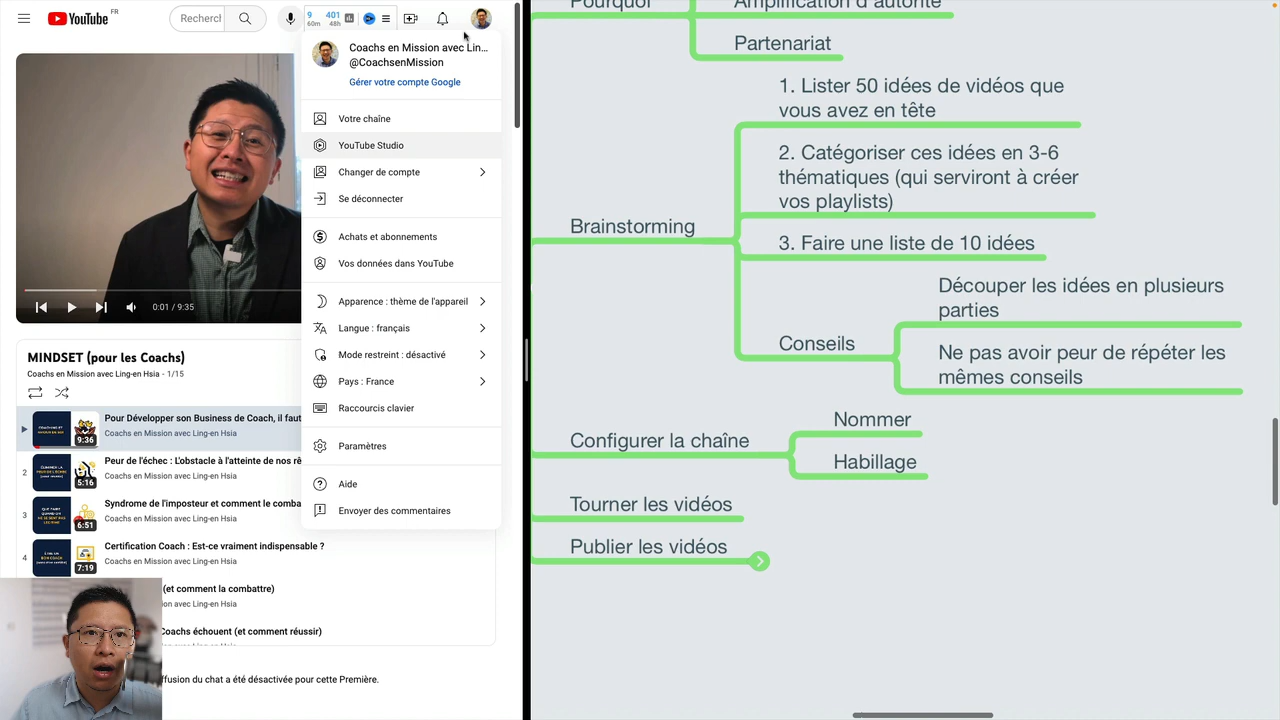 YouTube FR
Recherch
9
60m
401
48h
Coachs en Mission avec Lin...
@CoachsenMission
Gérer votre compte Google
Votre chaîne
YouTube Studio
Changer de compte
Se déconnecter
Achats et abonnements
Vos données dans YouTube
Apparence : thème de l'appareil
Langue : français
Mode restreint : désactivé
Pays : France
Raccourcis clavier
Paramètres
Aide
Envoyer des commentaires
0:01 / 9:35
MINDSET (pour les Coachs)
Coachs en Mission avec Ling-en Hsia - 1/15
9:36
Pour Développer son Business de Coach, il faut
Coachs en Mission avec Ling-en Hsia
2
5:16
Peur de l'échec : L'obstacle à l'atteinte de nos rê
Coachs en Mission avec Ling-en Hsia
3
6:51
Syndrome de l'imposteur et comment le comba
Coachs en Mission avec Ling-en Hsia
4
7:19
Certification Coach : Est-ce vraiment indispensable ?
Coachs en Mission avec Ling-en Hsia
(et comment la combattre)
ion avec Ling-en Hsia
Coachs échouent (et comment réussir)
ion avec Ling-en Hsia
ffusion du chat a été désactivée pour cette Première.
Pourquoi
Amplification d'autorité
Partenariat
Brainstorming
1. Lister 50 idées de vidéos que
vous avez en tête
2. Catégoriser ces idées en 3-6
thématiques (qui serviront à créer
vos playlists)
3. Faire une liste de 10 idées
Conseils
Découper les idées en plusieurs
parties
Ne pas avoir peur de répéter les
mêmes conseils
Configurer la chaîne
Nommer
Habillage
Tourner les vidéos
Publier les vidéos